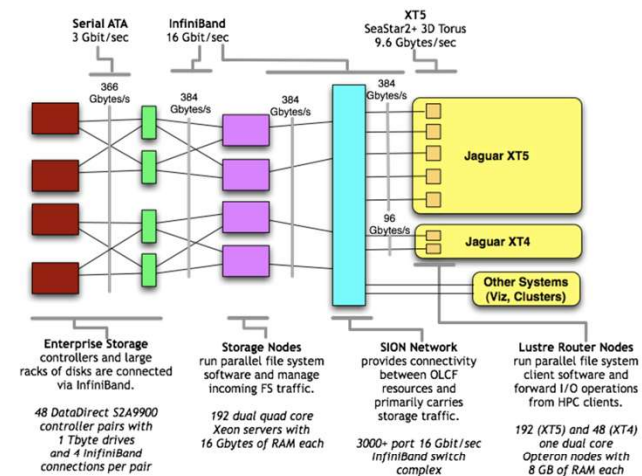 Serial ATA
3 Gbit/sec
InfiniBand
16 Gbit/sec
XT5
SeaStar2+ 3D Torus
9.6 Gbytes/sec
366
Gbytes/s
384
Gbytes/s
384
Gbytes/s
384
Gbytes/s
Jaguar XT5
96
Gbytes/s
Jaguar XT4
Other Systems
(Viz, Clusters)
Enterprise Storage
controllers and large
racks of disks are connected
via InfiniBand.
48 DataDirect S2A9900
controller pairs with
1 Tbyte drives
and 4 InifiniBand
connections per pair
Storage Nodes
run parallel file system
software and manage
incoming FS traffic.
192 dual quad core
Xeon servers with
16 Gbytes of RAM each
SION Network
provides connectivity
between OLCF
resources and
primarily carries
storage traffic.
3000+ port 16 Gbit/sec
InfiniBand switch
complex
Lustre Router Nodes
run parallel file system
client software and
forward I/O operations
from HPC clients.
192 (XT5) and 48 (XT4)
one dual core
Opteron nodes with
8 GB of RAM each